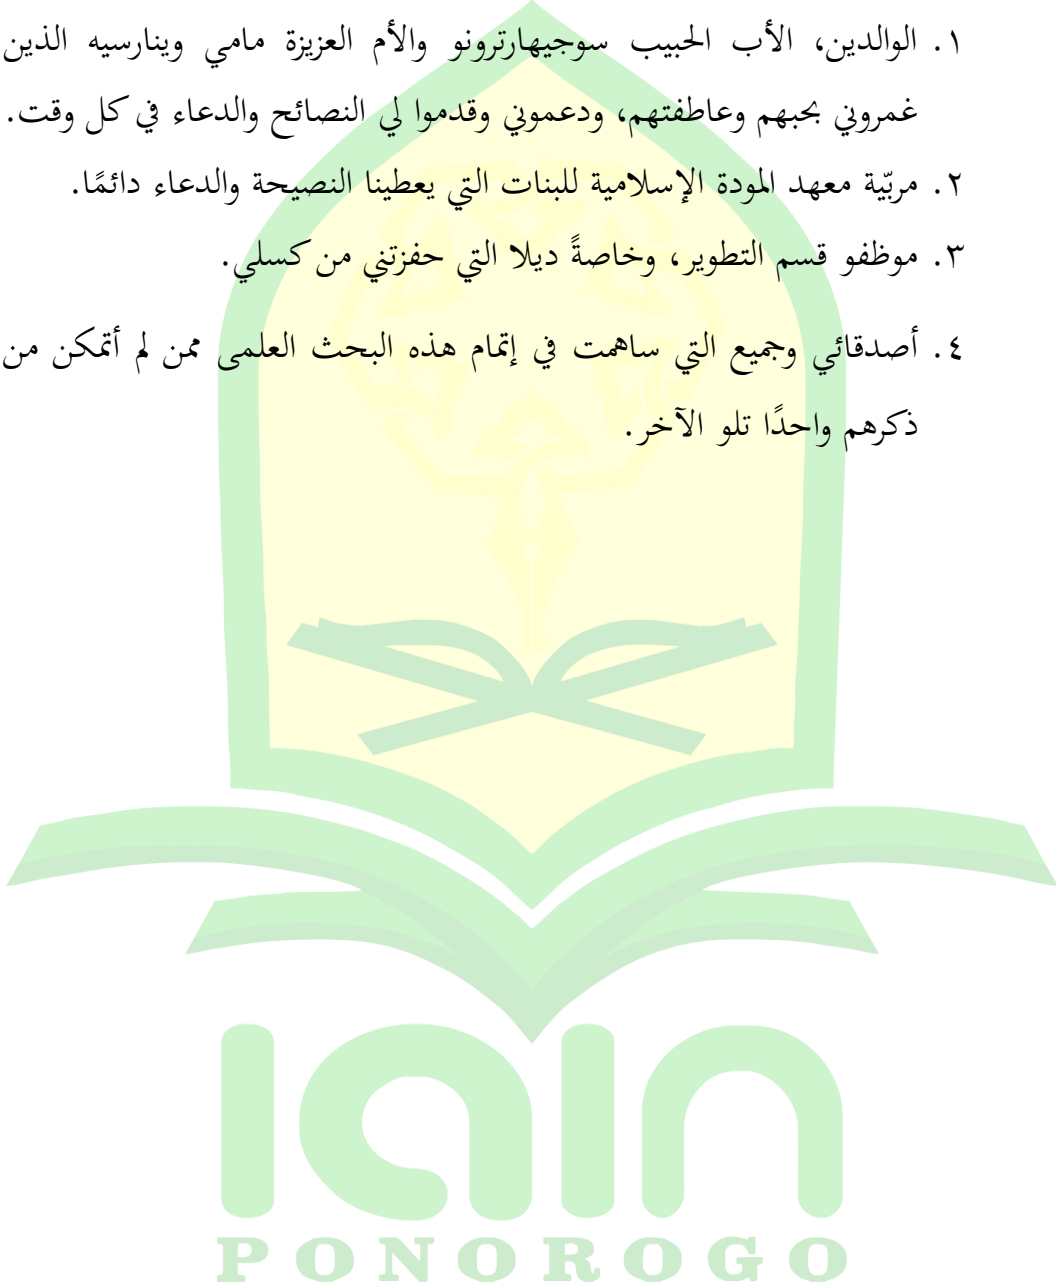 ١. الوالدين، الأب الحبيب سوجيهارترونو والأم العزيزة مامي وينارسيه الذين
غمروني بحبهم وعاطفتهم، ودعموني وقدموا لي النصائح والدعاء في كل وقت.
٢. مربّية معهد المودة الإسلامية للبنات التي يعطينا النصيحة والدعاء دائمًا.
٣. موظفو قسم التطوير، وخاصةً ديلا التي حفزتني من كسلي.
٤. أصدقائي وجميع التي ساهمت في إتمام هذه البحث العلمى ممن لم أتمكن من
ذكرهم واحدًا تلو الآخر.
iain
PONOROGO